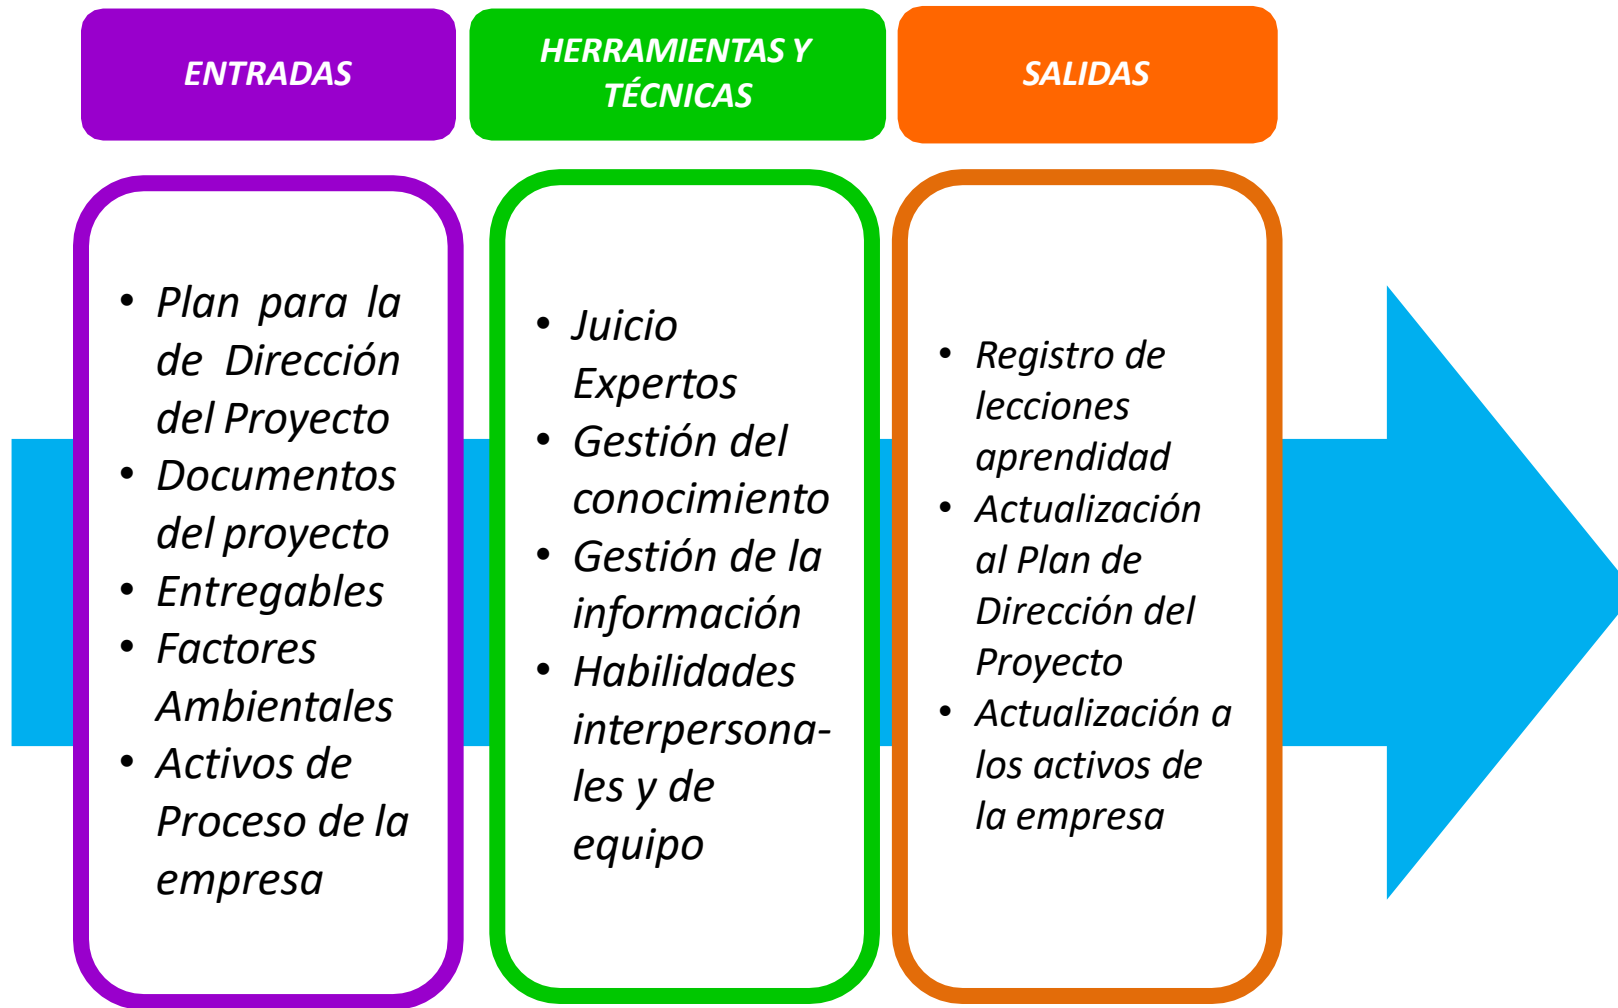 ENTRADAS
HERRAMIENTAS Y
TÉCNICAS
SALIDAS
• Plan para la
de Dirección
del Proyecto
• Documentos
del proyecto
• Entregables
• Factores
Ambientales
• Activos de
Proceso de la
empresa
• Juicio
Expertos
• Gestión del
conocimiento
• Gestión de la
información
• Habilidades
interpersona-
les y de
equipo
• Registro de
lecciones
aprendidad
• Actualización
al Plan de
Dirección del
Proyecto
• Actualización a
los activos de
la empresa